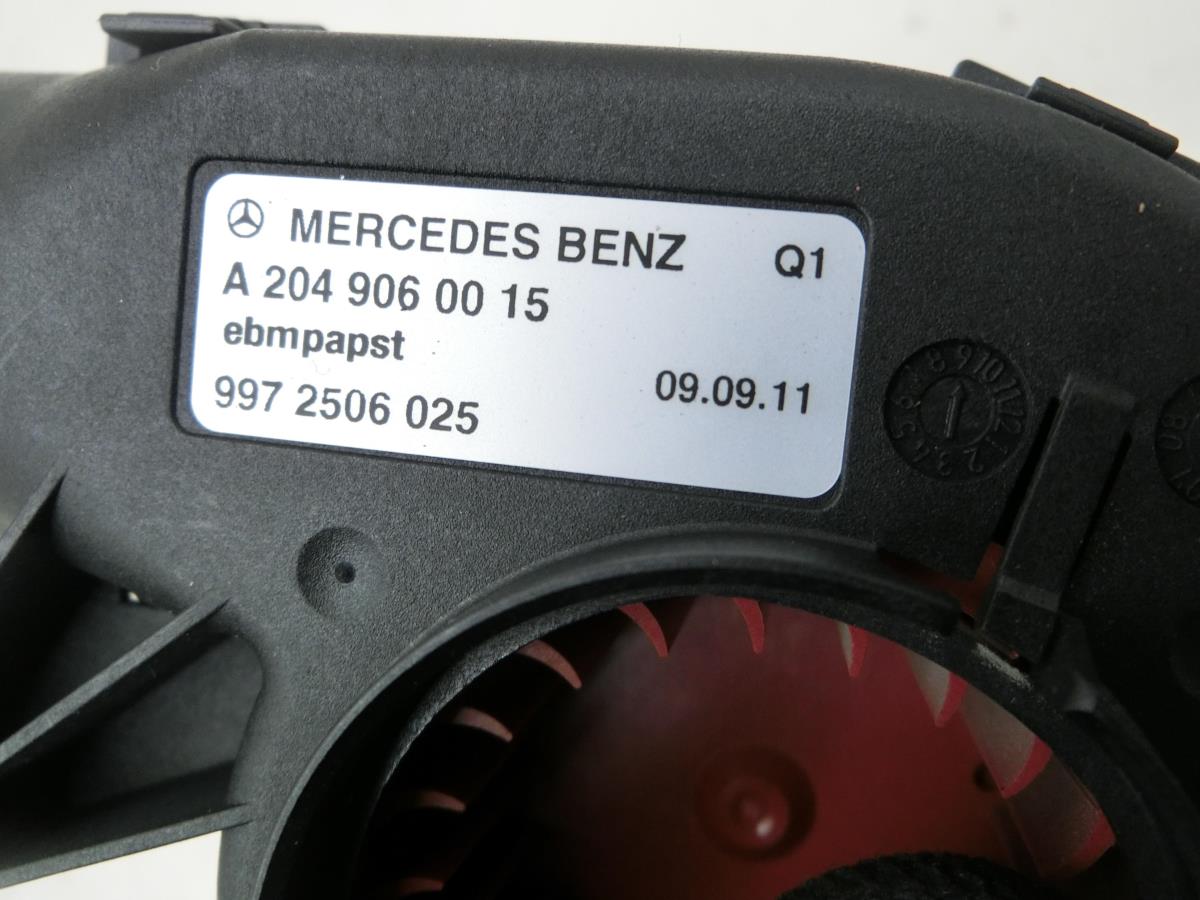 MERCEDES BENZ Q1
A 204 906 00 15
ebmpapst
997 2506 025 09.09.11